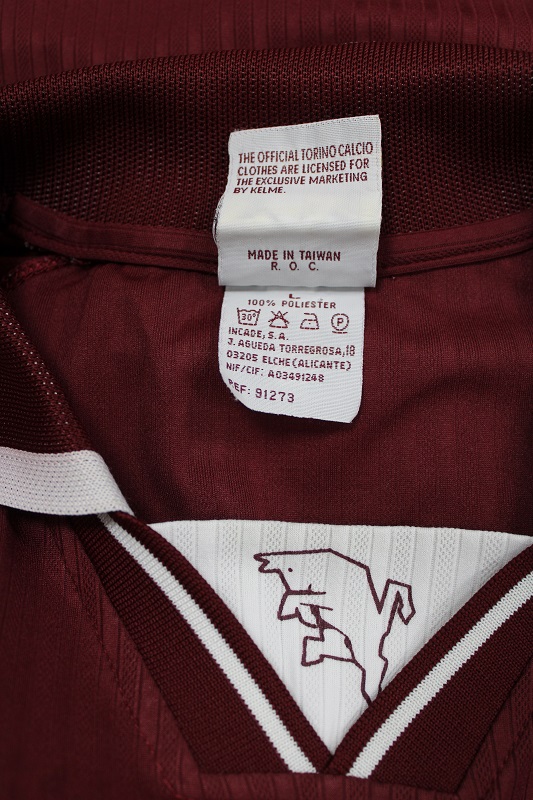 THE OFFICIAL TORINO CALCIO
CLOTHES ARE LICENSED FOR
THE EXCLUSIVE MARKETING
BY KELME.
MADE IN TAIWAN
R. O. C.
L
100% POLIESTER
30°
P
INCADE, S.A.
J. AGUEDA TORREGROSA,18
03205 ELCHE(ALICANTE)
NIF/CIF: A03491248
REF: 91273